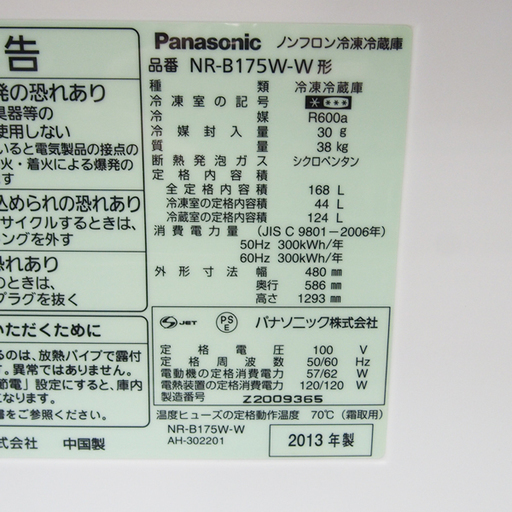 告
発の恐れあり
臭器等の
使用しない
いると電気製品の接点の
火・着火による爆発の
込められの恐れあり
サイクルするときは、
キングを外す
恐れあり
のときは、
プラグを抜く
いただくために
るのは、放熱パイプで露付
す。異常ではありません。
節電」設定にすると、庫内
なります。
書をご参照ください。
式会社 中国製
Panasonic ノンフロン冷凍冷蔵庫
品番 NR-B175W-W 形
種類 冷凍冷蔵庫
冷凍室の記号 * ***
冷媒 R600a
冷媒封入量 30 g
質量 38 kg
断熱発泡ガス シクロペンタン
定格内容積
全定格内容積 168 L
冷凍室の定格内容積 44 L
冷蔵室の定格内容積 124 L
消費電力量 (JIS C 9801-2006年)
50Hz 300kWh/年
60Hz 300kWh/年
外形寸法 幅 480 mm
奥行 586 mm
高さ 1293 mm
JET PS E パナソニック株式会社
定格電圧 100 V
定格周波数 50/60 Hz
電動機の定格消費電力 57/62 W
電熱装置の定格消費電力 120/120 W
製造番号 Z2009365
温度ヒューズの定格動作温度 70℃ (霜取用)
NR-B175W-W
AH-302201
2013 年製